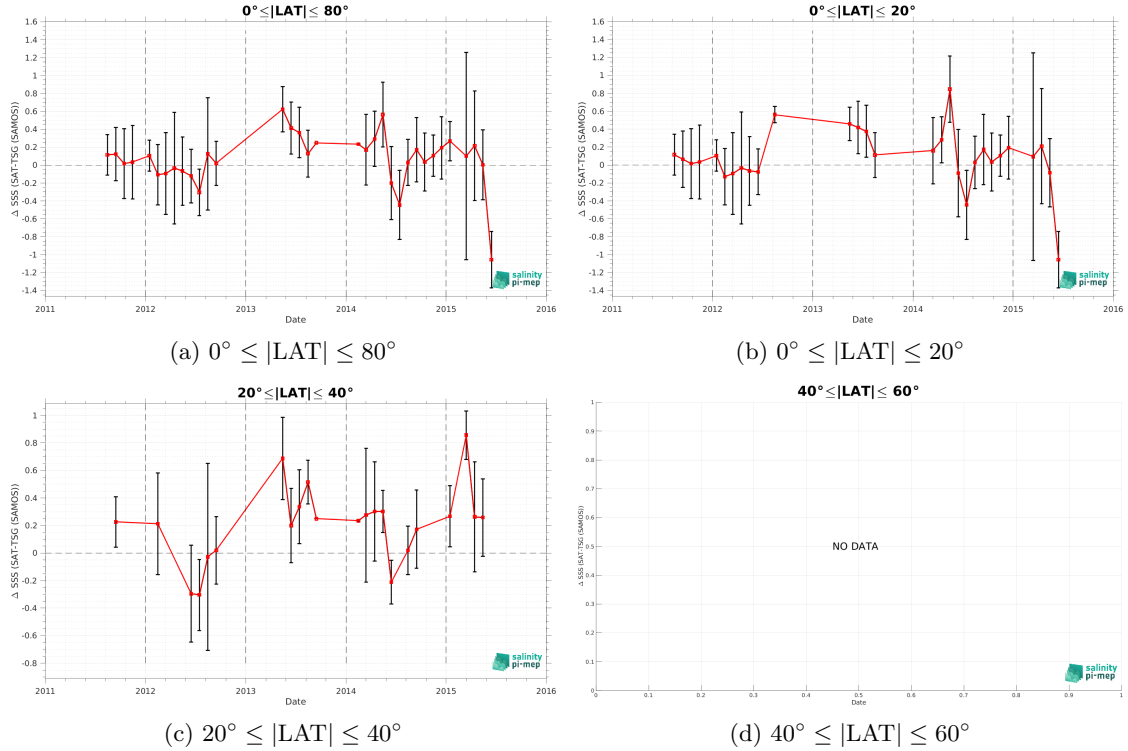 0°≤|LAT|≤ 80°
Δ SSS (SAT-TSG (SAMOS))
1.6
1.4
1.2
1
0.8
0.6
0.4
0.2
0
-0.2
-0.4
-0.6
-0.8
-1
-1.2
-1.4
2011 2012 2013 2014 2015 2016
Date
salinity
pi-mep
(a) 0° ≤ |LAT| ≤ 80°
0°≤|LAT|≤ 20°
Δ SSS (SAT-TSG (SAMOS))
1.6
1.4
1.2
1
0.8
0.6
0.4
0.2
0
-0.2
-0.4
-0.6
-0.8
-1
-1.2
-1.4
2011 2012 2013 2014 2015 2016
Date
salinity
pi-mep
(b) 0° ≤ |LAT| ≤ 20°
20°≤|LAT|≤ 40°
Δ SSS (SAT-TSG (SAMOS))
1
0.8
0.6
0.4
0.2
0
-0.2
-0.4
-0.6
-0.8
2011 2012 2013 2014 2015 2016
Date
salinity
pi-mep
(c) 20° ≤ |LAT| ≤ 40°
40°≤|LAT|≤ 60°
Δ SSS (SAT-TSG (SAMOS))
1
0.9
0.8
0.7
0.6
0.5
0.4
0.3
0.2
0.1
0
NO DATA
0 0.1 0.2 0.3 0.4 0.5 0.6 0.7 0.8 0.9 1
Date
salinity
pi-mep
(d) 40° ≤ |LAT| ≤ 60°